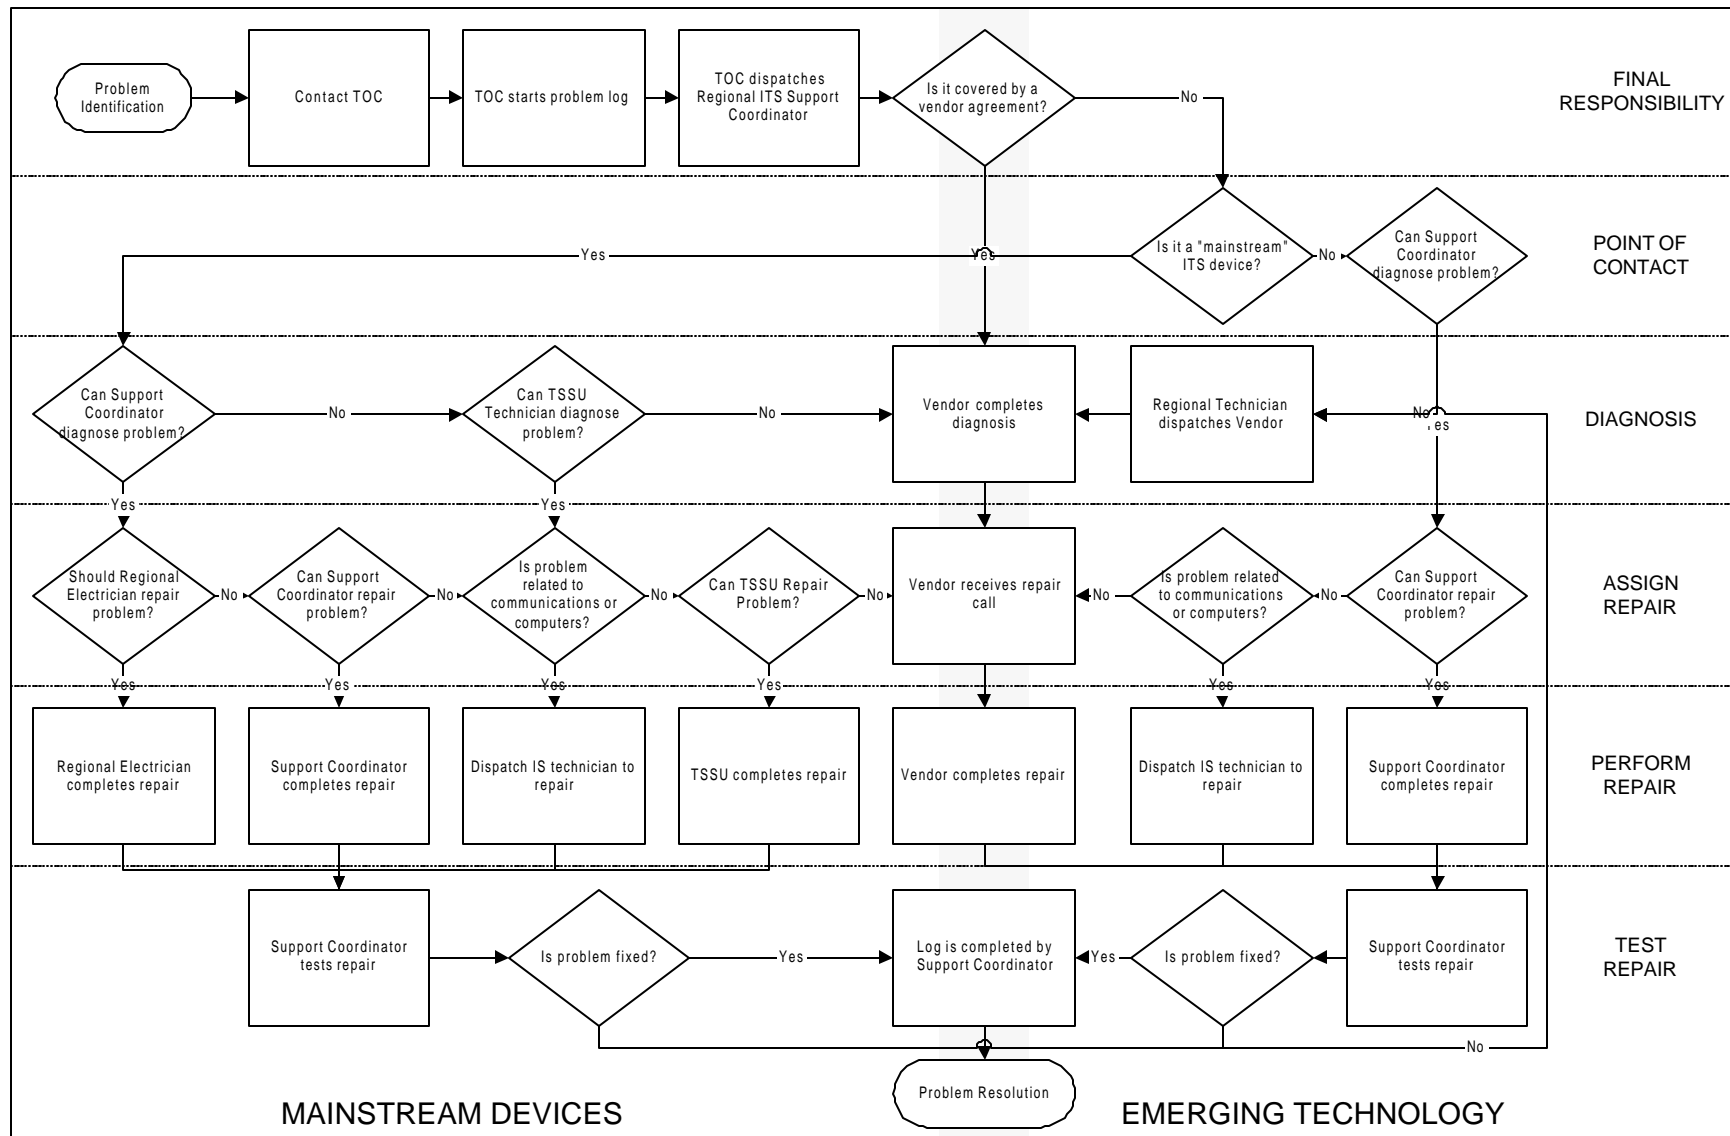 Problem
Identification
Contact TOC
TOC starts problem log
TOC dispatches
Regional ITS Support
Coordinator
Is it covered by a
vendor agreement?
No
FINAL
RESPONSIBILITY
Yes
Yes
Is it a "mainstream"
ITS device?
No
Can Support
Coordinator
diagnose problem?
POINT OF
CONTACT
Can Support
Coordinator
diagnose problem?
No
Can TSSU
Technician diagnose
problem?
No
Vendor completes
diagnosis
Regional Technician
dispatches Vendor
No
Yes
DIAGNOSIS
Yes
Yes
Should Regional
Electrician repair
problem?
No
Can Support
Coordinator repair
problem?
No
Is problem
related to
communications or
computers?
No
Can TSSU Repair
Problem?
No
Vendor receives repair
call
No
Is problem related
to communications
or computers?
No
Can Support
Coordinator repair
problem?
ASSIGN
REPAIR
Yes
Yes
Yes
Yes
Yes
Yes
Regional Electrician
completes repair
Support Coordinator
completes repair
Dispatch IS technician to
repair
TSSU completes repair
Vendor completes repair
Dispatch IS technician to
repair
Support Coordinator
completes repair
PERFORM
REPAIR
Support Coordinator
tests repair
Is problem fixed?
Yes
Log is completed by
Support Coordinator
Yes
Is problem fixed?
Support Coordinator
tests repair
TEST
REPAIR
No
Problem Resolution
MAINSTREAM DEVICES
EMERGING TECHNOLOGY